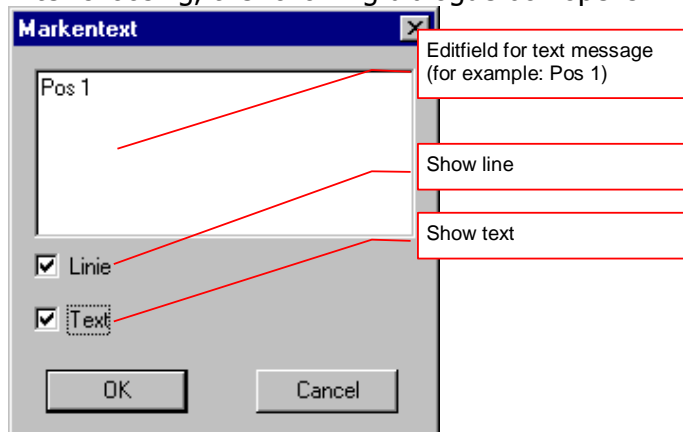 Markentext
Editfield for text message
(for example: Pos 1)
Pos 1
Show line
Show text
Linie
Text
OK
Cancel